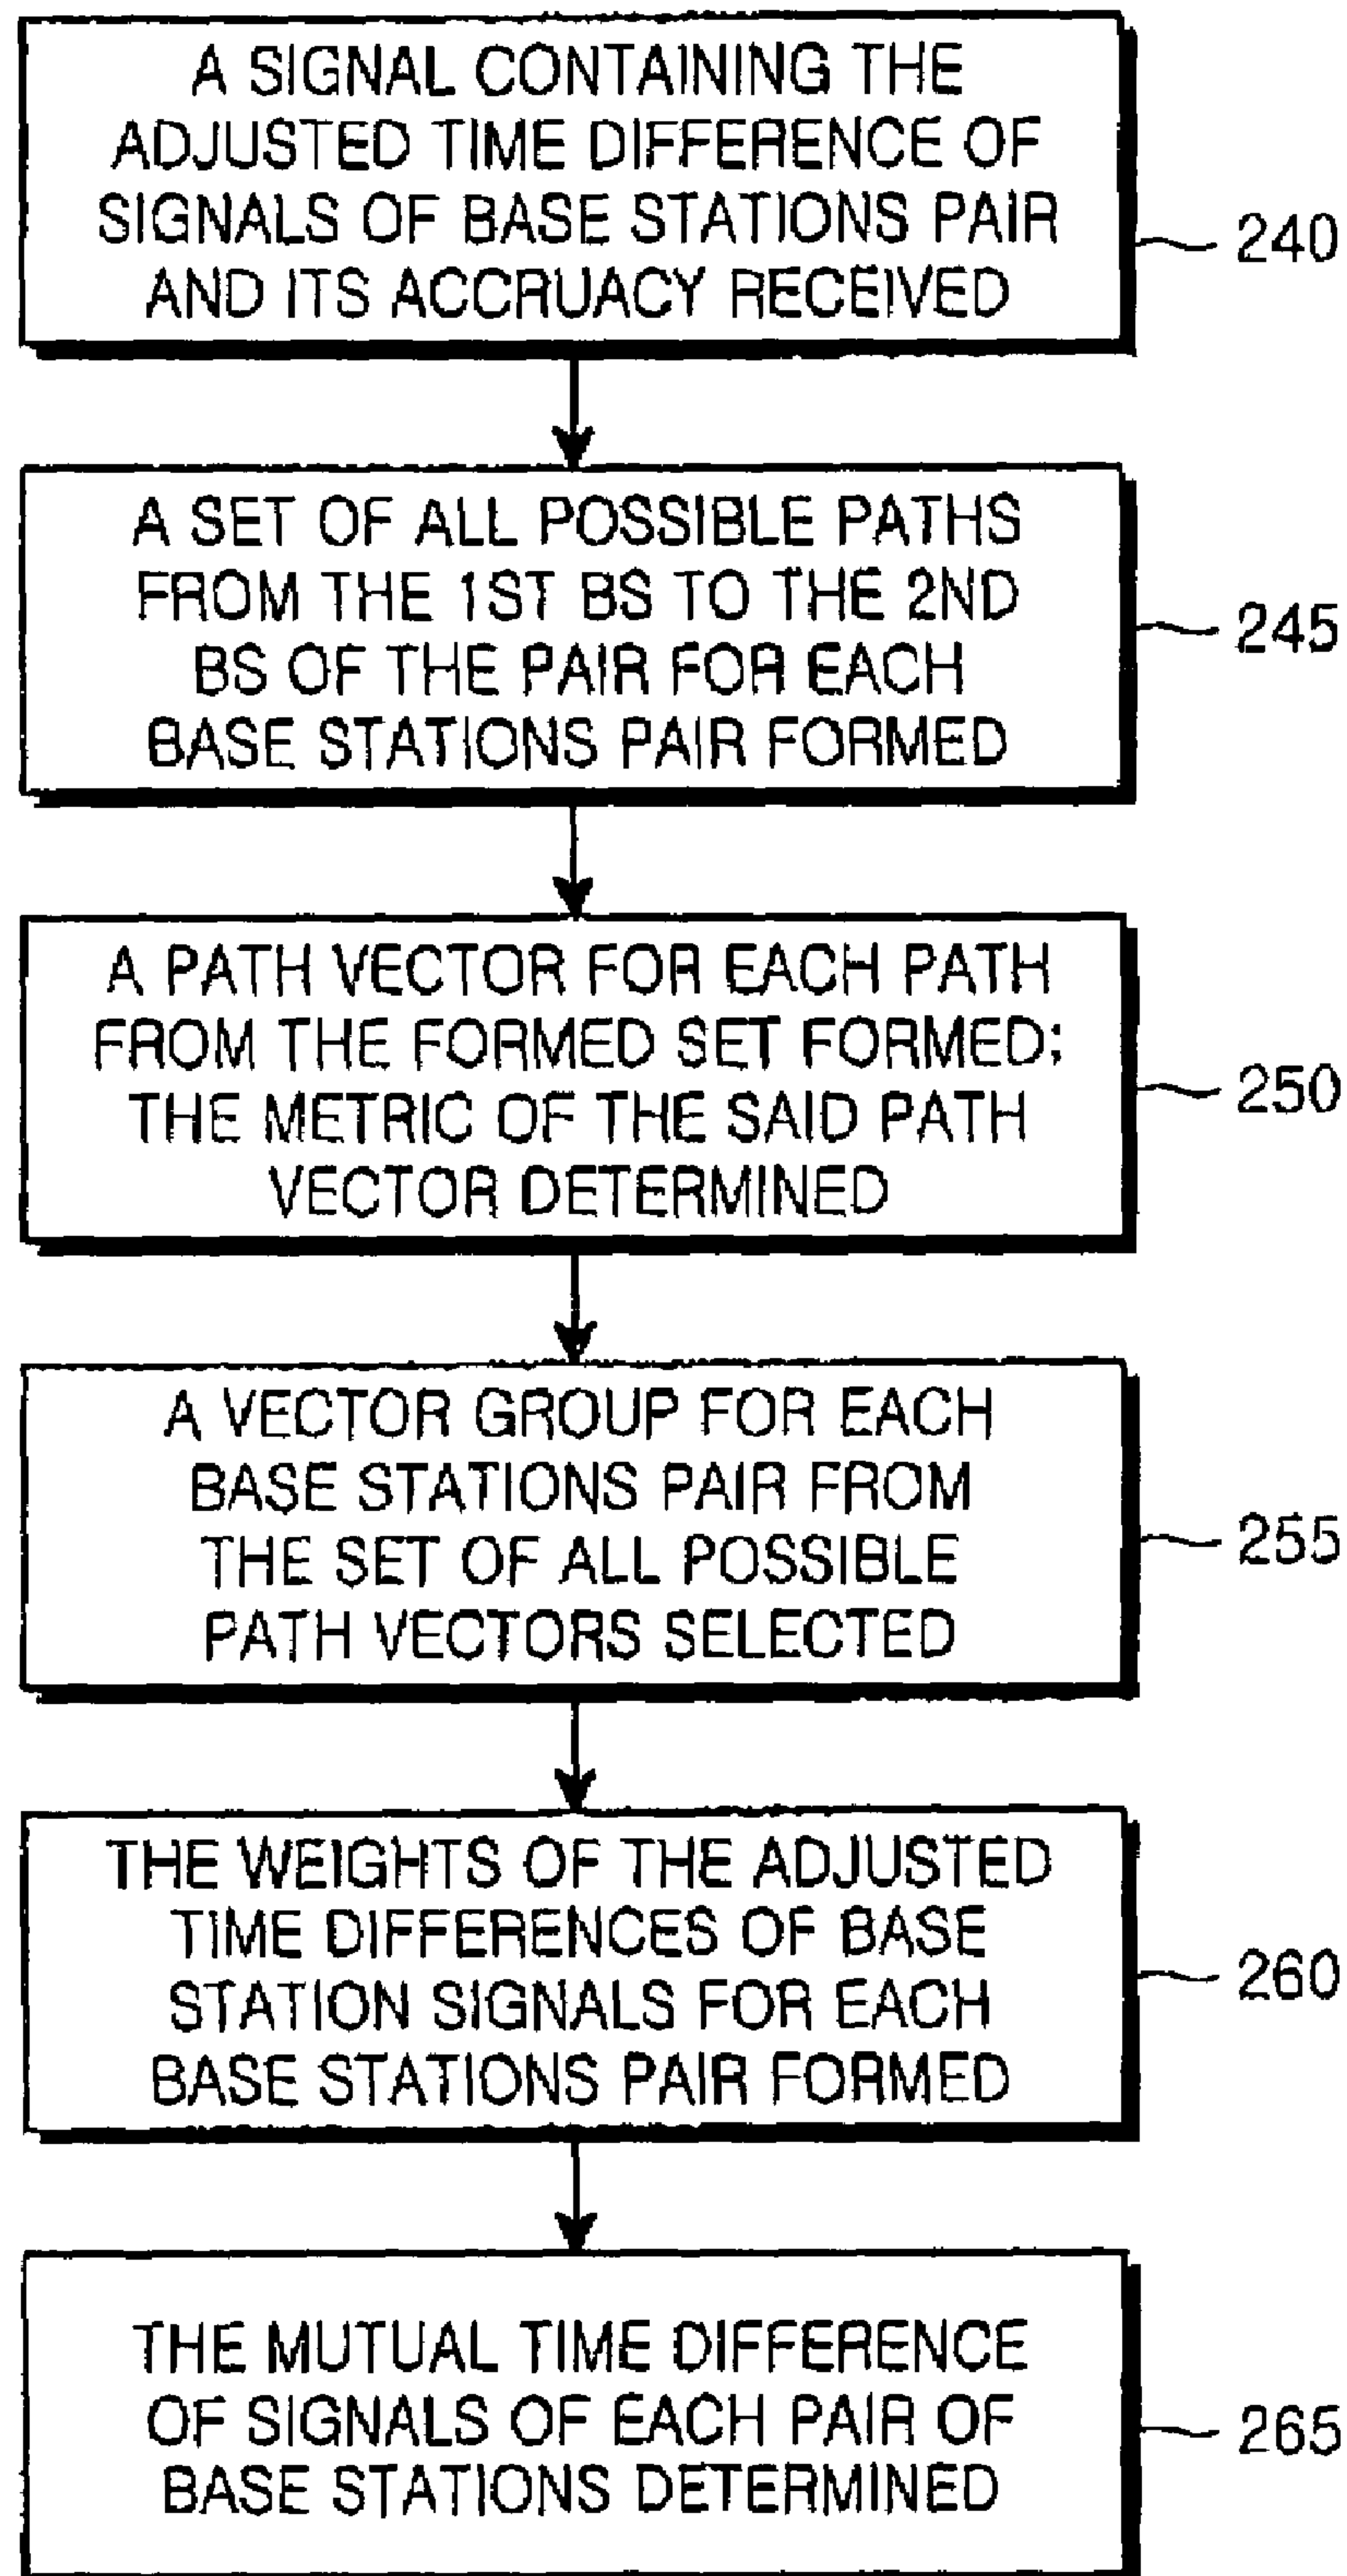 A SIGNAL CONTAINING THE
ADJUSTED TIME DIFFERENCE OF
SIGNALS OF BASE STATIONS PAIR
AND ITS ACCRUACY RECEIVED
240
A SET OF ALL POSSIBLE PATHS
FROM THE 1ST BS TO THE 2ND
BS OF THE PAIR FOR EACH
BASE STATIONS PAIR FORMED
245
A PATH VECTOR FOR EACH PATH
FROM THE FORMED SET FORMED;
THE METRIC OF THE SAID PATH
VECTOR DETERMINED
250
A VECTOR GROUP FOR EACH
BASE STATIONS PAIR FROM
THE SET OF ALL POSSIBLE
PATH VECTORS SELECTED
255
THE WEIGHTS OF THE ADJUSTED
TIME DIFFERENCES OF BASE
STATION SIGNALS FOR EACH
BASE STATIONS PAIR FORMED
260
THE MUTUAL TIME DIFFERENCE
OF SIGNALS OF EACH PAIR OF
BASE STATIONS DETERMINED
265